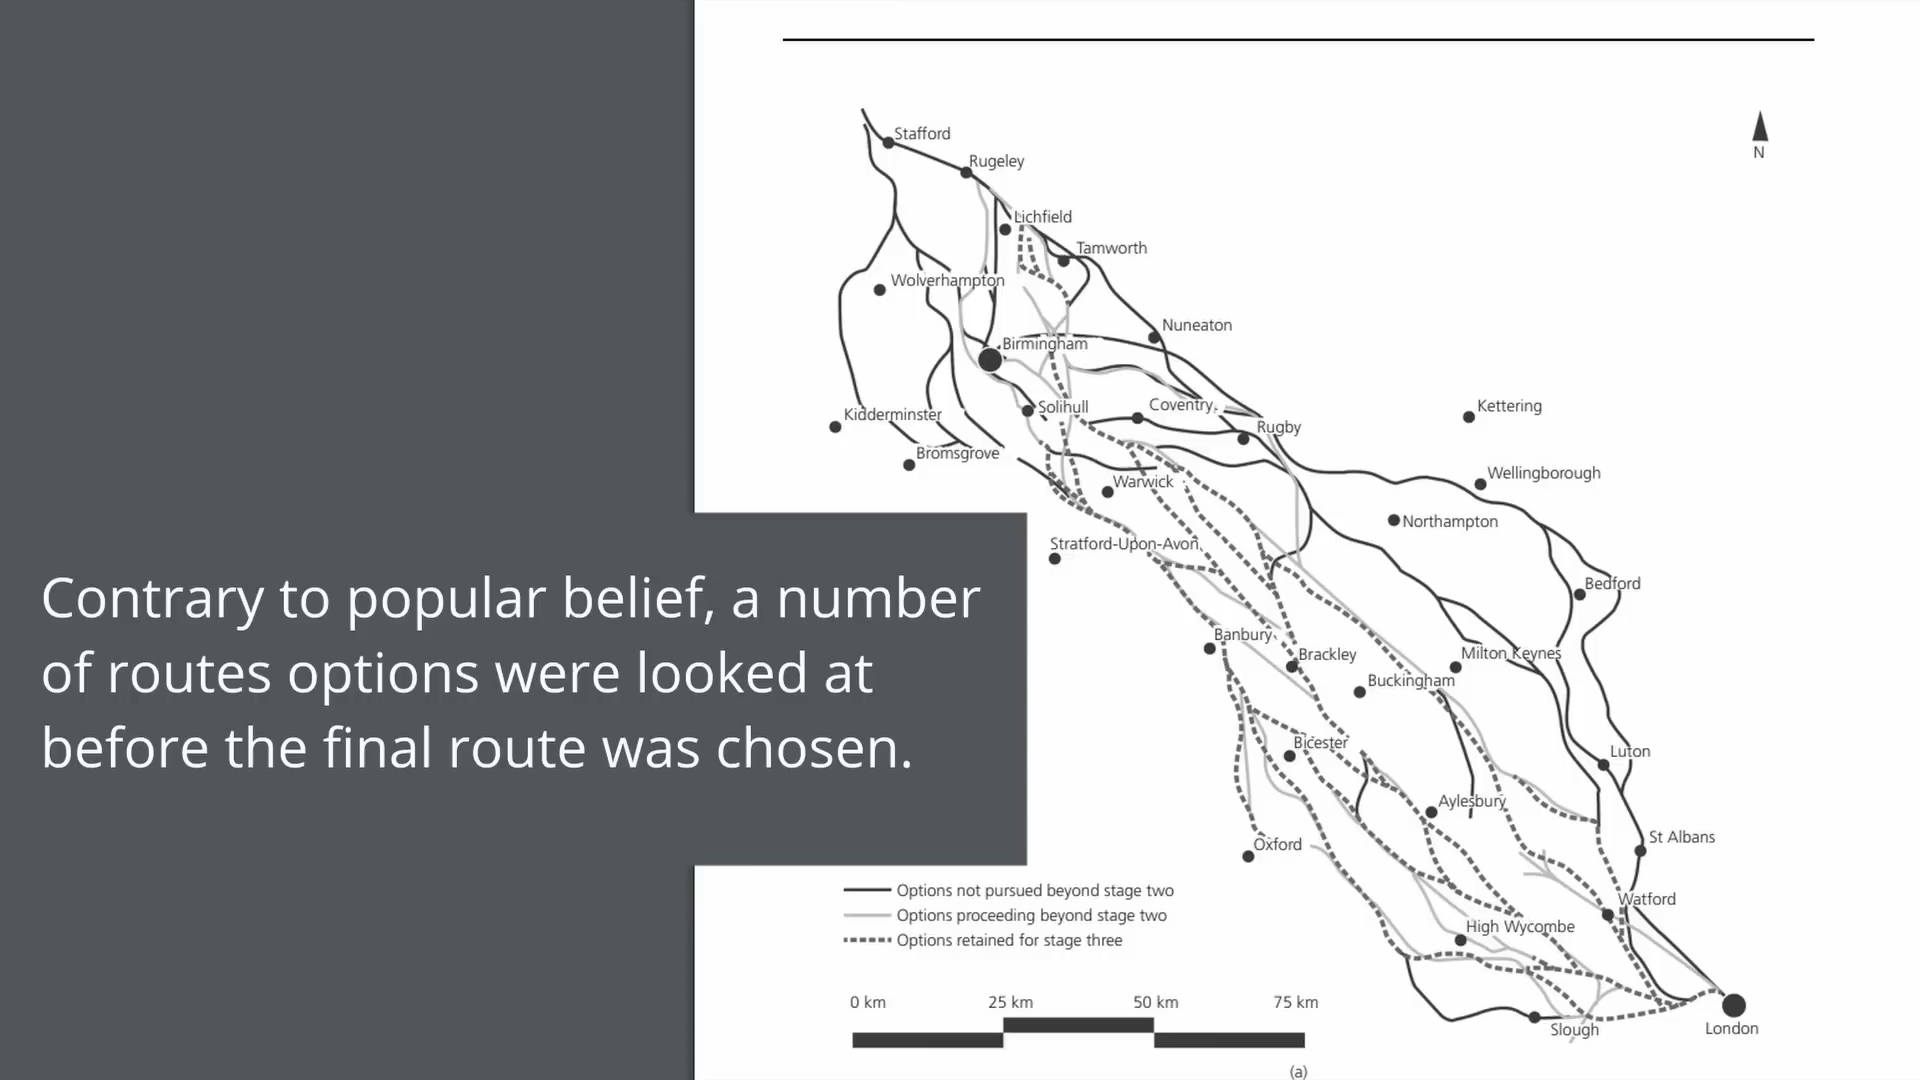 Contrary to popular belief, a number
of routes options were looked at
before the final route was chosen.
N
Stafford
Rugeley
Lichfield
Tamworth
Wolverhampton
Nuneaton
Birmingham
Solihull
Coventry
Kettering
Kidderminster
Rugby
Bromsgrove
Wellingborough
Warwick
Northampton
Stratford-Upon-Avon
Bedford
Banbury
Brackley
Milton Keynes
Buckingham
Bicester
Luton
Aylesbury
St Albans
Oxford
Watford
High Wycombe
Slough
London
Options not pursued beyond stage two
Options proceeding beyond stage two
Options retained for stage three
0 km 25 km 50 km 75 km
(a)